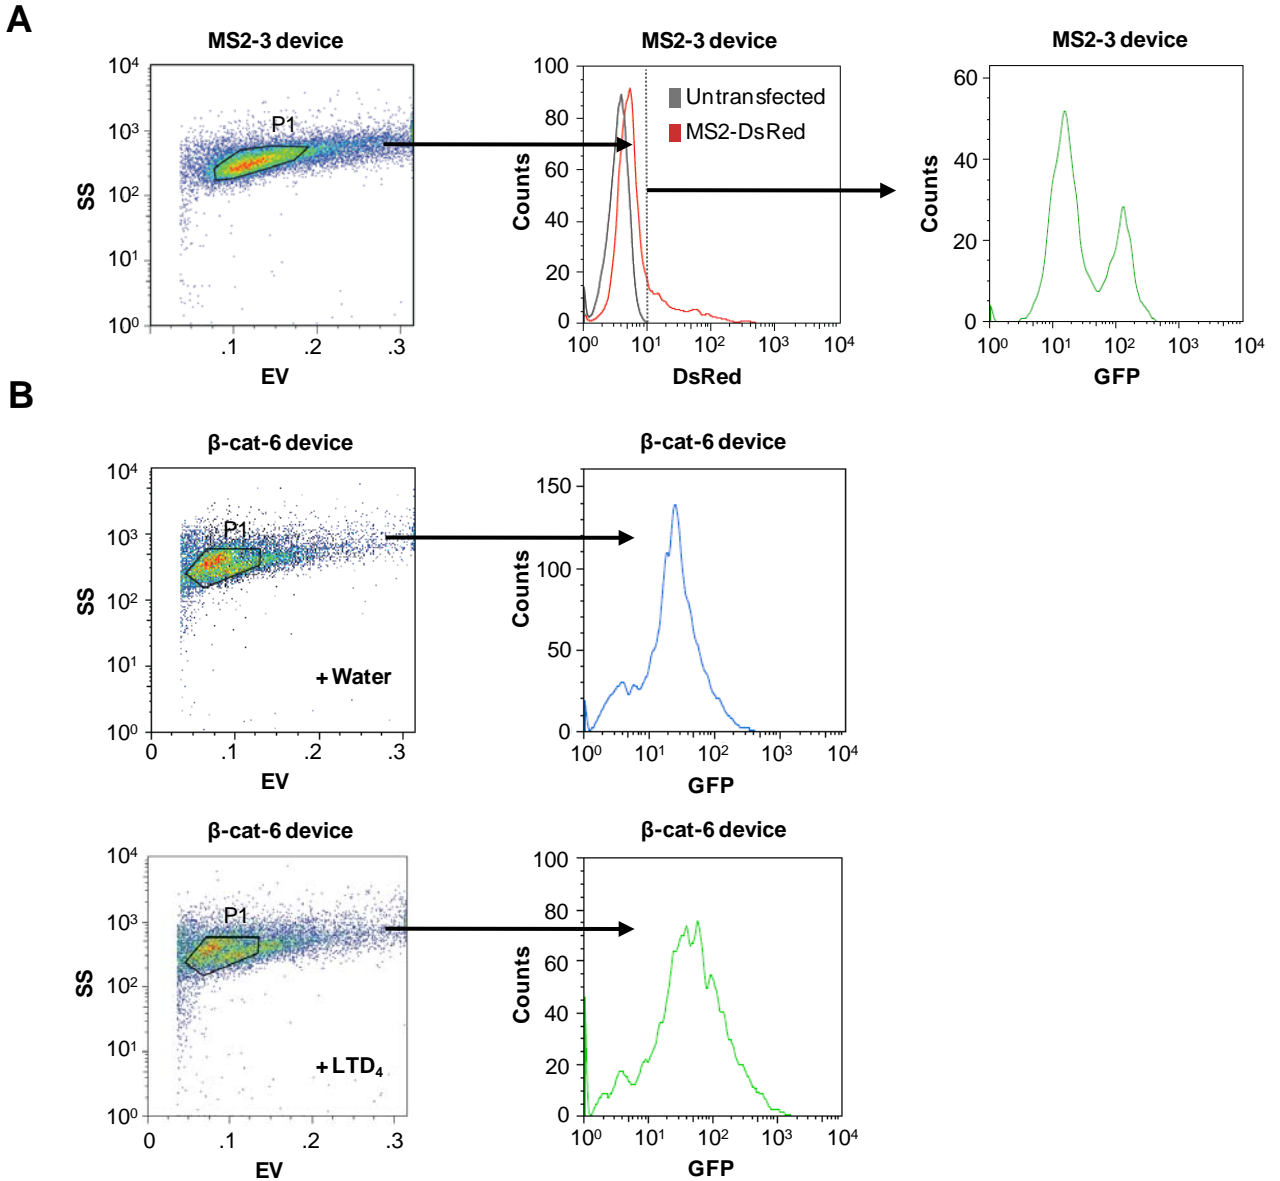 A
MS2-3 device
10⁴
10³
10²
10¹
10⁰
SS
P1
.1
.2
.3
EV
MS2-3 device
100
80
60
40
20
0
Counts
Untransfected
MS2-DsRed
10⁰
10¹
10²
10³
10⁴
DsRed
MS2-3 device
60
40
20
0
Counts
10⁰
10¹
10²
10³
10⁴
GFP
B
β-cat-6 device
10⁴
10³
10²
10¹
10⁰
SS
P1
+ Water
0
.1
.2
.3
EV
β-cat-6 device
150
100
50
0
Counts
10⁰
10¹
10²
10³
10⁴
GFP
β-cat-6 device
10⁴
10³
10²
10¹
10⁰
SS
P1
+ LTD₄
0
.1
.2
.3
EV
β-cat-6 device
100
80
60
40
20
0
Counts
10⁰
10¹
10²
10³
10⁴
GFP